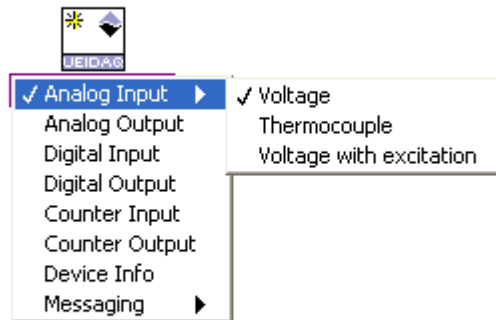 UEIDAQ
Analog Input
Analog Output
Digital Input
Digital Output
Counter Input
Counter Output
Device Info
Messaging
Voltage
Thermocouple
Voltage with excitation